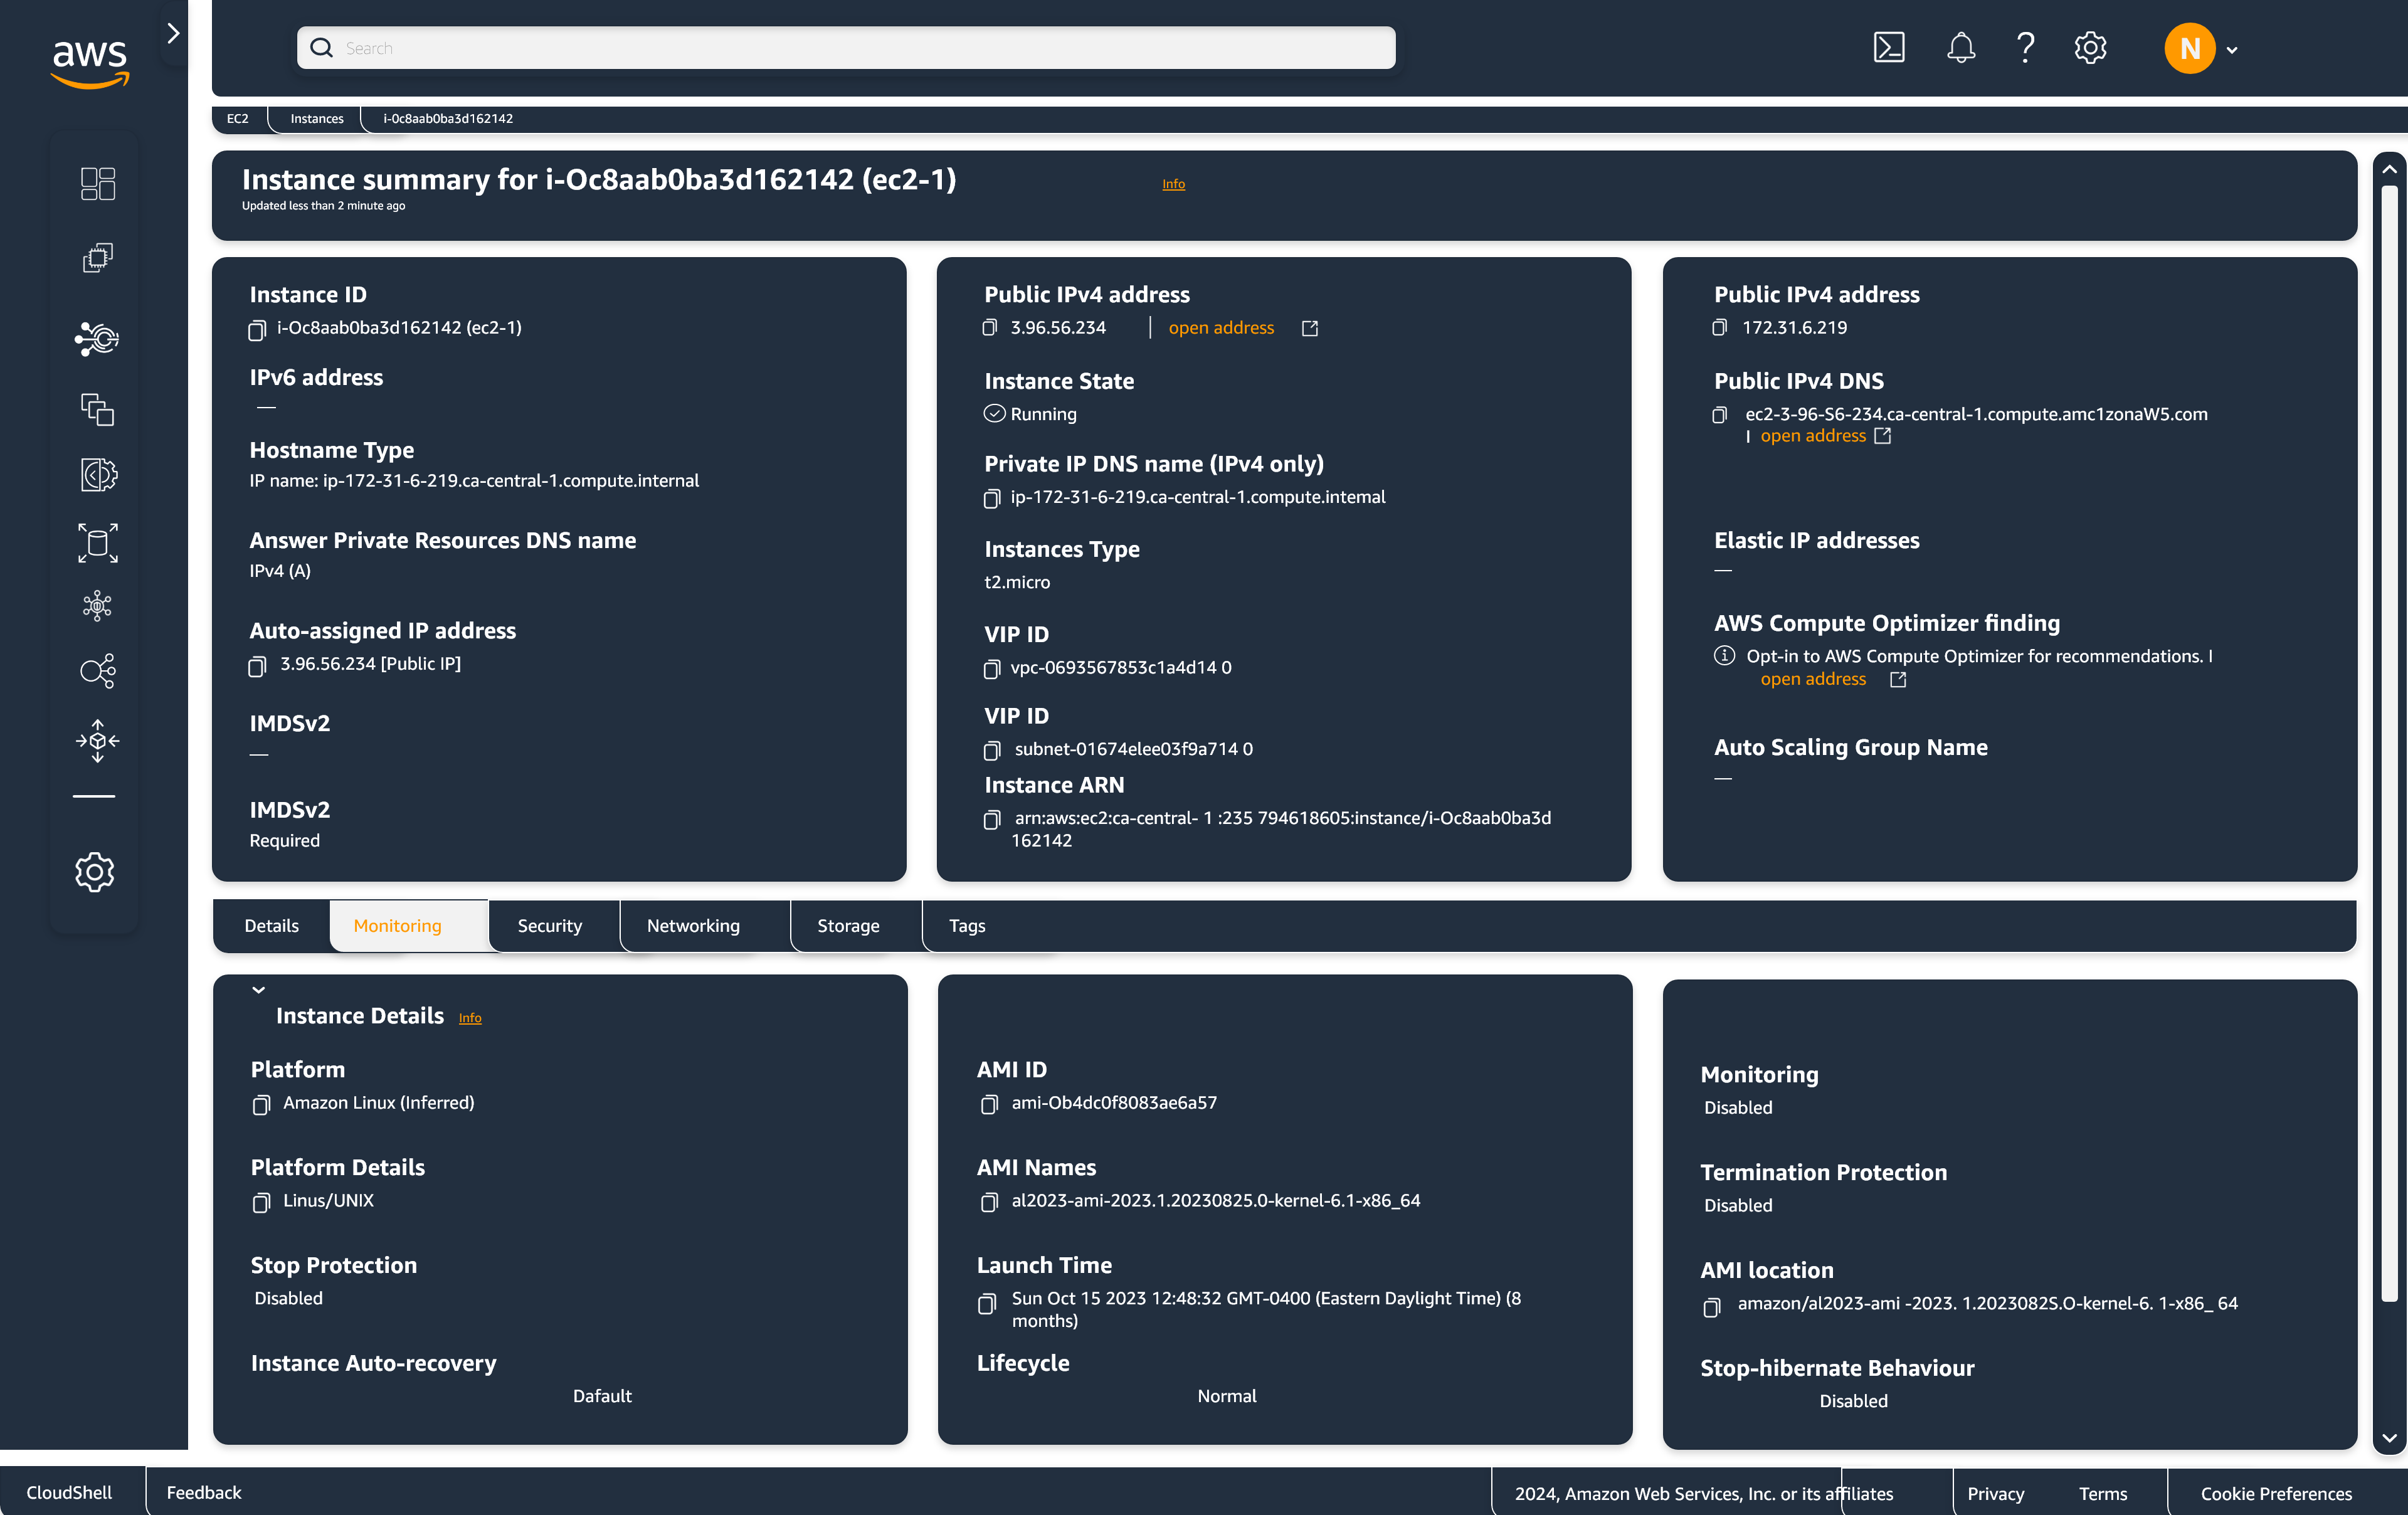 aws
Search
N
EC2
Instances
i-0c8aab0ba3d162142
Instance summary for i-Oc8aab0ba3d162142 (ec2-1)
Info
Updated less than 2 minute ago
Instance ID
i-Oc8aab0ba3d162142 (ec2-1)
IPv6 address
—
Hostname Type
IP name: ip-172-31-6-219.ca-central-1.compute.internal
Answer Private Resources DNS name
IPv4 (A)
Auto-assigned IP address
3.96.56.234 [Public IP]
IMDSv2
—
IMDSv2
Required
Public IPv4 address
3.96.56.234 | open address
Instance State
Running
Private IP DNS name (IPv4 only)
ip-172-31-6-219.ca-central-1.compute.intemal
Instances Type
t2.micro
VIP ID
vpc-0693567853c1a4d14 0
VIP ID
subnet-01674elee03f9a714 0
Instance ARN
arn:aws:ec2:ca-central- 1 :235 794618605:instance/i-Oc8aab0ba3d
162142
Public IPv4 address
172.31.6.219
Public IPv4 DNS
ec2-3-96-S6-234.ca-central-1.compute.amc1zonaW5.com
I open address
Elastic IP addresses
—
AWS Compute Optimizer finding
Opt-in to AWS Compute Optimizer for recommendations. I
open address
Auto Scaling Group Name
—
Details
Monitoring
Security
Networking
Storage
Tags
Instance Details Info
Platform
Amazon Linux (Inferred)
Platform Details
Linus/UNIX
Stop Protection
Disabled
Instance Auto-recovery
Dafault
AMI ID
ami-Ob4dc0f8083ae6a57
AMI Names
al2023-ami-2023.1.20230825.0-kernel-6.1-x86_64
Launch Time
Sun Oct 15 2023 12:48:32 GMT-0400 (Eastern Daylight Time) (8
months)
Lifecycle
Normal
Monitoring
Disabled
Termination Protection
Disabled
AMI location
amazon/al2023-ami -2023. 1.2023082S.O-kernel-6. 1-x86_ 64
Stop-hibernate Behaviour
Disabled
CloudShell
Feedback
2024, Amazon Web Services, Inc. or its affiliates
Privacy
Terms
Cookie Preferences